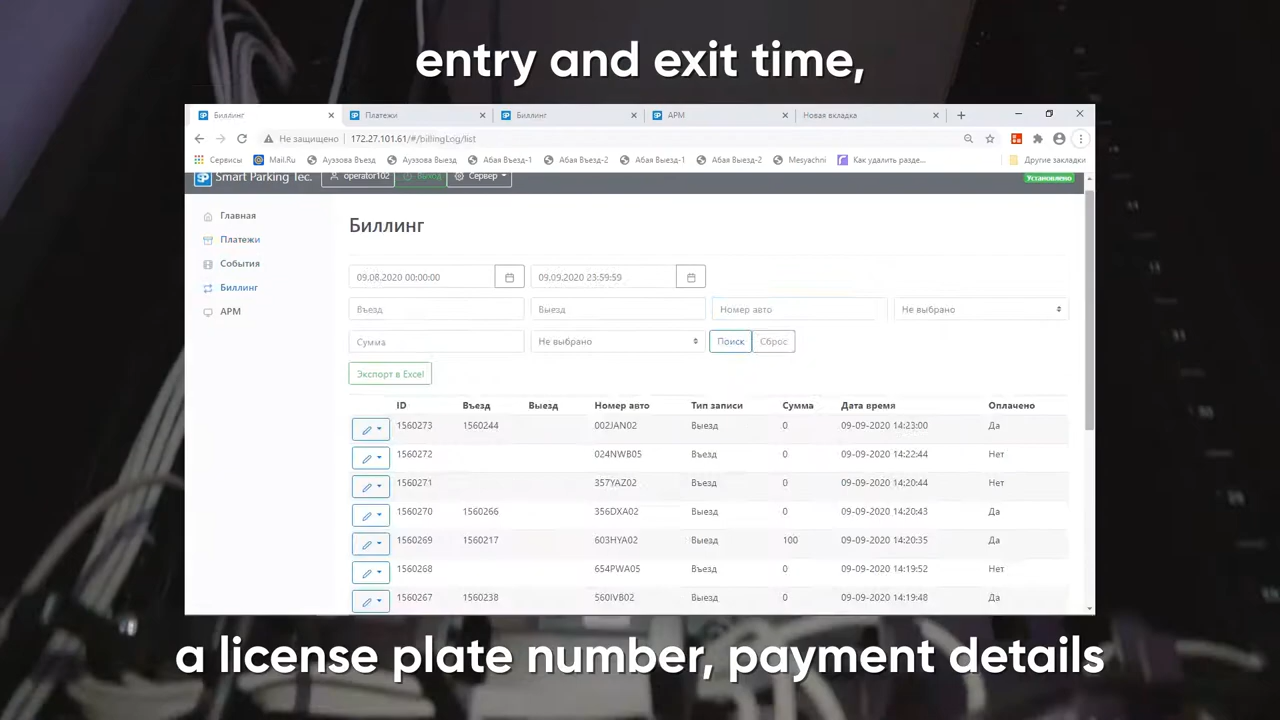 entry and exit time,
Биллинг Платежи Биллинг АРМ Новая вкладка
Не защищено 172.27.101.61/#/billingLog/list
Сервисы Mail.Ru Ауэзова Въезд Ауэзова Выезд Абая Въезд-1 Абая Въезд-2 Абая Выезд-1 Абая Выезд-2 Mesyachni Как удалить разде... Другие закладки
SP Smart Parking Tec. operator102 Выход Сервер Установлено
Главная
Платежи
События
Биллинг
АРМ
Биллинг
09.08.2020 00:00:00 09.09.2020 23:59:59
Въезд Выезд Номер авто Не выбрано
Сумма Не выбрано Поиск Сброс
Экспорт в Excel
ID Въезд Выезд Номер авто Тип записи Сумма Дата время Оплачено
1560273 1560244 002JAN02 Выезд 0 09-09-2020 14:23:00 Да
1560272 024NWB05 Въезд 0 09-09-2020 14:22:44 Нет
1560271 357YAZ02 Въезд 0 09-09-2020 14:20:44 Нет
1560270 1560266 356DXA02 Выезд 0 09-09-2020 14:20:43 Да
1560269 1560217 603HYA02 Выезд 100 09-09-2020 14:20:35 Да
1560268 654PWA05 Въезд 0 09-09-2020 14:19:52 Нет
1560267 1560238 560IVB02 Выезд 0 09-09-2020 14:19:48 Да
a license plate number, payment details